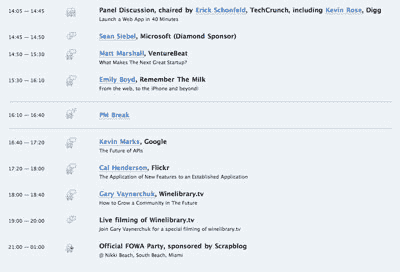 14:05 — 14:45 Panel Discussion, chaired by Erick Schonfeld, TechCrunch, including Kevin Rose, Digg
Launch a Web App in 40 Minutes
14:45 — 14:50 Sean Siebel, Microsoft (Diamond Sponsor)
14:50 — 15:30 Matt Marshall, VentureBeat
What Makes The Next Great Startup?
15:30 — 16:10 Emily Boyd, Remember The Milk
From the web, to the iPhone and beyond!
16:10 — 16:40 PM Break
16:40 — 17:20 Kevin Marks, Google
The Future of APIs
17:20 — 18:00 Cal Henderson, Flickr
The Application of New Features to an Established Application
18:00 — 18:40 Gary Vaynerchuk, Winelibrary.tv
How to Grow a Community in The Future
19:00 — 20:00 Live filming of Winelibrary.tv
Join Gary Vaynerchuk for a special filming of winelibrary.tv
21:00 — 01:00 Official FOWA Party, sponsored by Scrapblog
@ Nikki Beach, South Beach, Miami